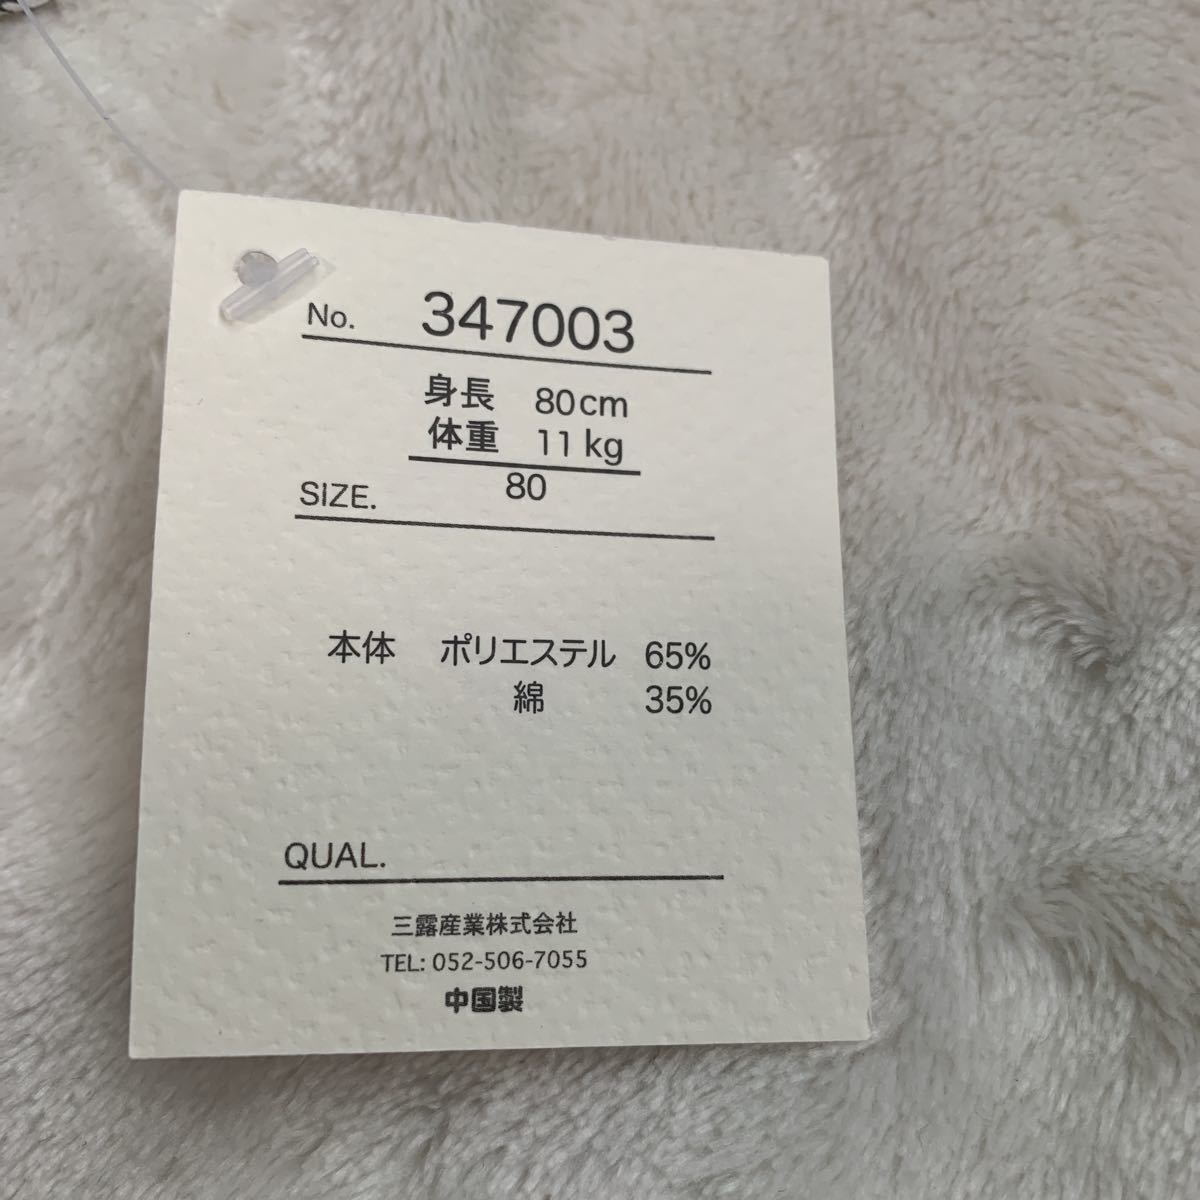 No. 347003
身長 80cm
体重 11kg
SIZE. 80
本体 ポリエステル 65%
綿 35%
QUAL.
三露産業株式会社
TEL: 052-506-7055
中国製